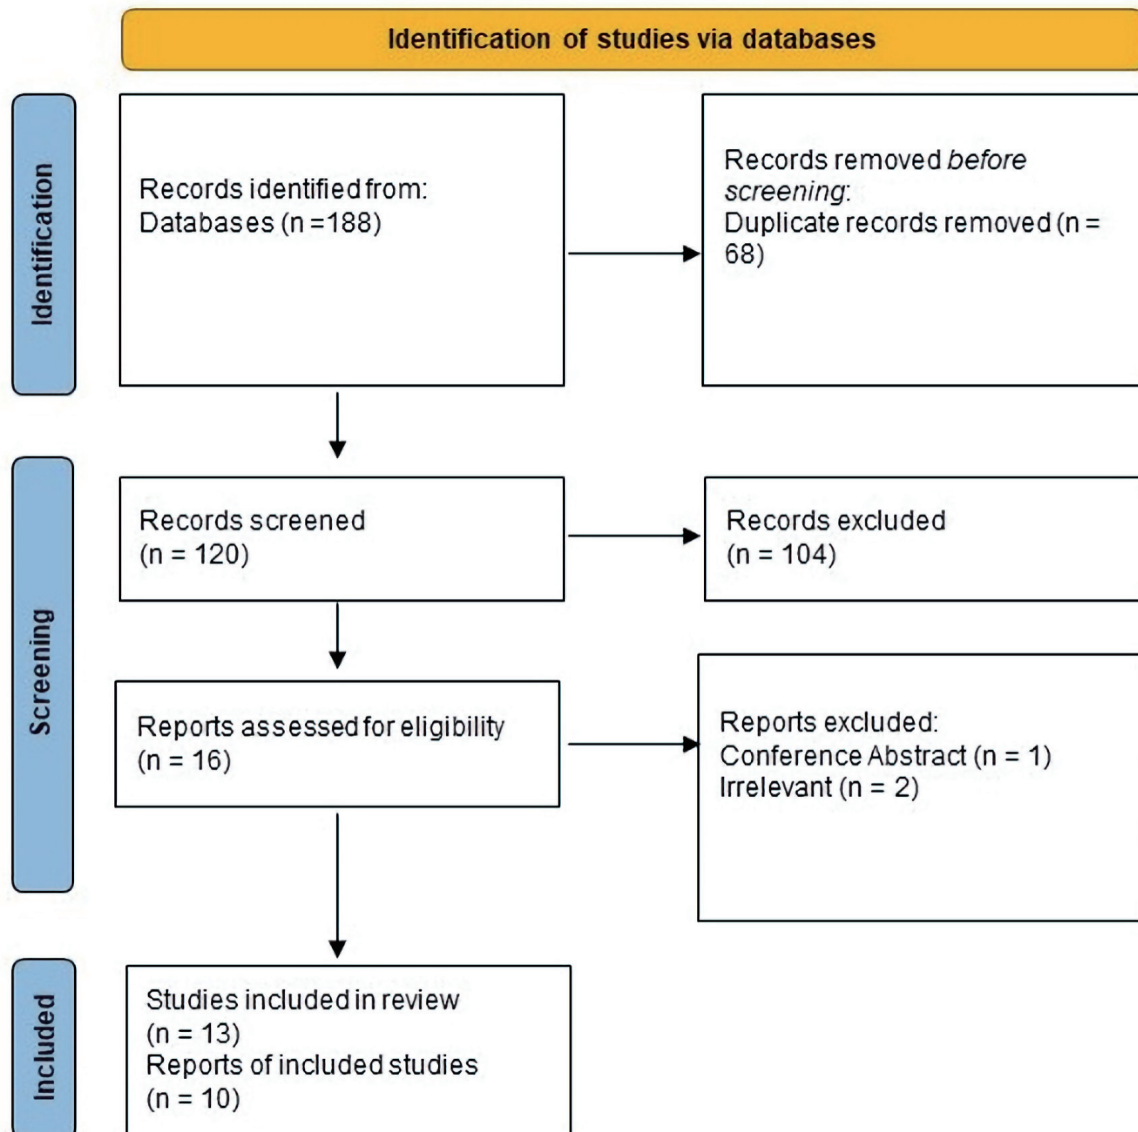 Identification of studies via databases
Identification
Records identified from:
Databases (n =188)
Records removed before
screening:
Duplicate records removed (n =
68)
Screening
Records screened
(n = 120)
Records excluded
(n = 104)
Reports assessed for eligibility
(n = 16)
Reports excluded:
Conference Abstract (n = 1)
Irrelevant (n = 2)
Included
Studies included in review
(n = 13)
Reports of included studies
(n = 10)